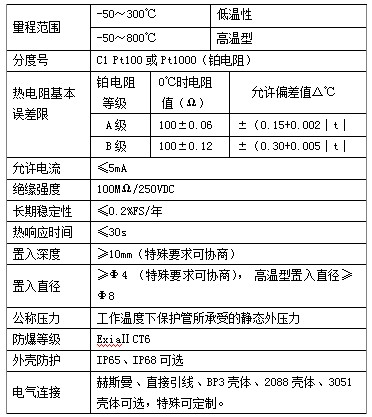 量程范围
-50～300℃ 低温性
-50～800℃ 高温型
分度号 C1 Pt100 或 Pt1000（铂电阻）
热电阻基本误差限
铂电阻等级 0℃时电阻值（Ω） 允许偏差值△℃
A 级 100±0.06 ±（0.15+0.002｜t｜
B 级 100±0.12 ±（0.30+0.005｜t｜
允许电流 ≤5mA
绝缘强度 100MΩ/250VDC
长期稳定性 ≤0.2%FS/年
热响应时间 ≤30s
置入深度 ≥10mm（特殊要求可协商）
置入直径 ≥Φ4 （特殊要求可协商），高温型置入直径≥
Φ8
公称压力 工作温度下保护管所承受的静态外压力
防爆等级 ExiaⅡCT6
外壳防护 IP65、IP68 可选
电气连接 赫斯曼、直接引线、BP3 壳体、2088 壳体、3051
壳体可选，特殊可定制。